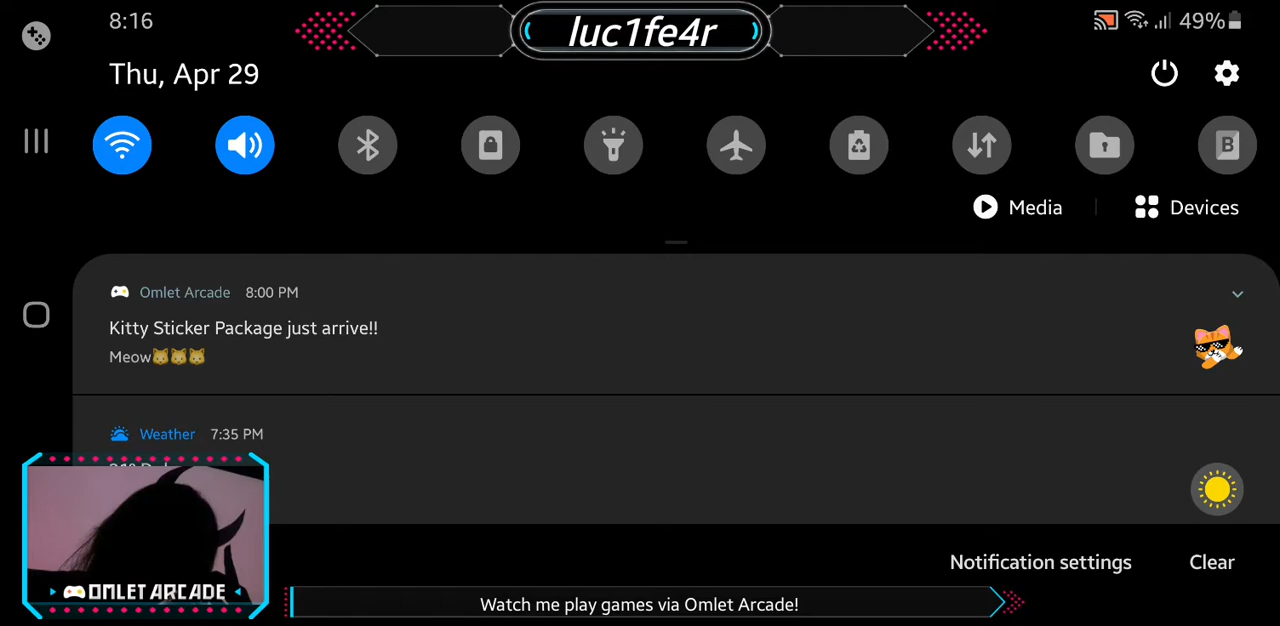 8:16
luc1fe4r
49%
Thu, Apr 29
B
Media
Devices
Omlet Arcade 8:00 PM
Kitty Sticker Package just arrive!!
Meow🐱🐱🐱
Weather 7:35 PM
OMLET ARCADE
Notification settings
Clear
Watch me play games via Omlet Arcade!